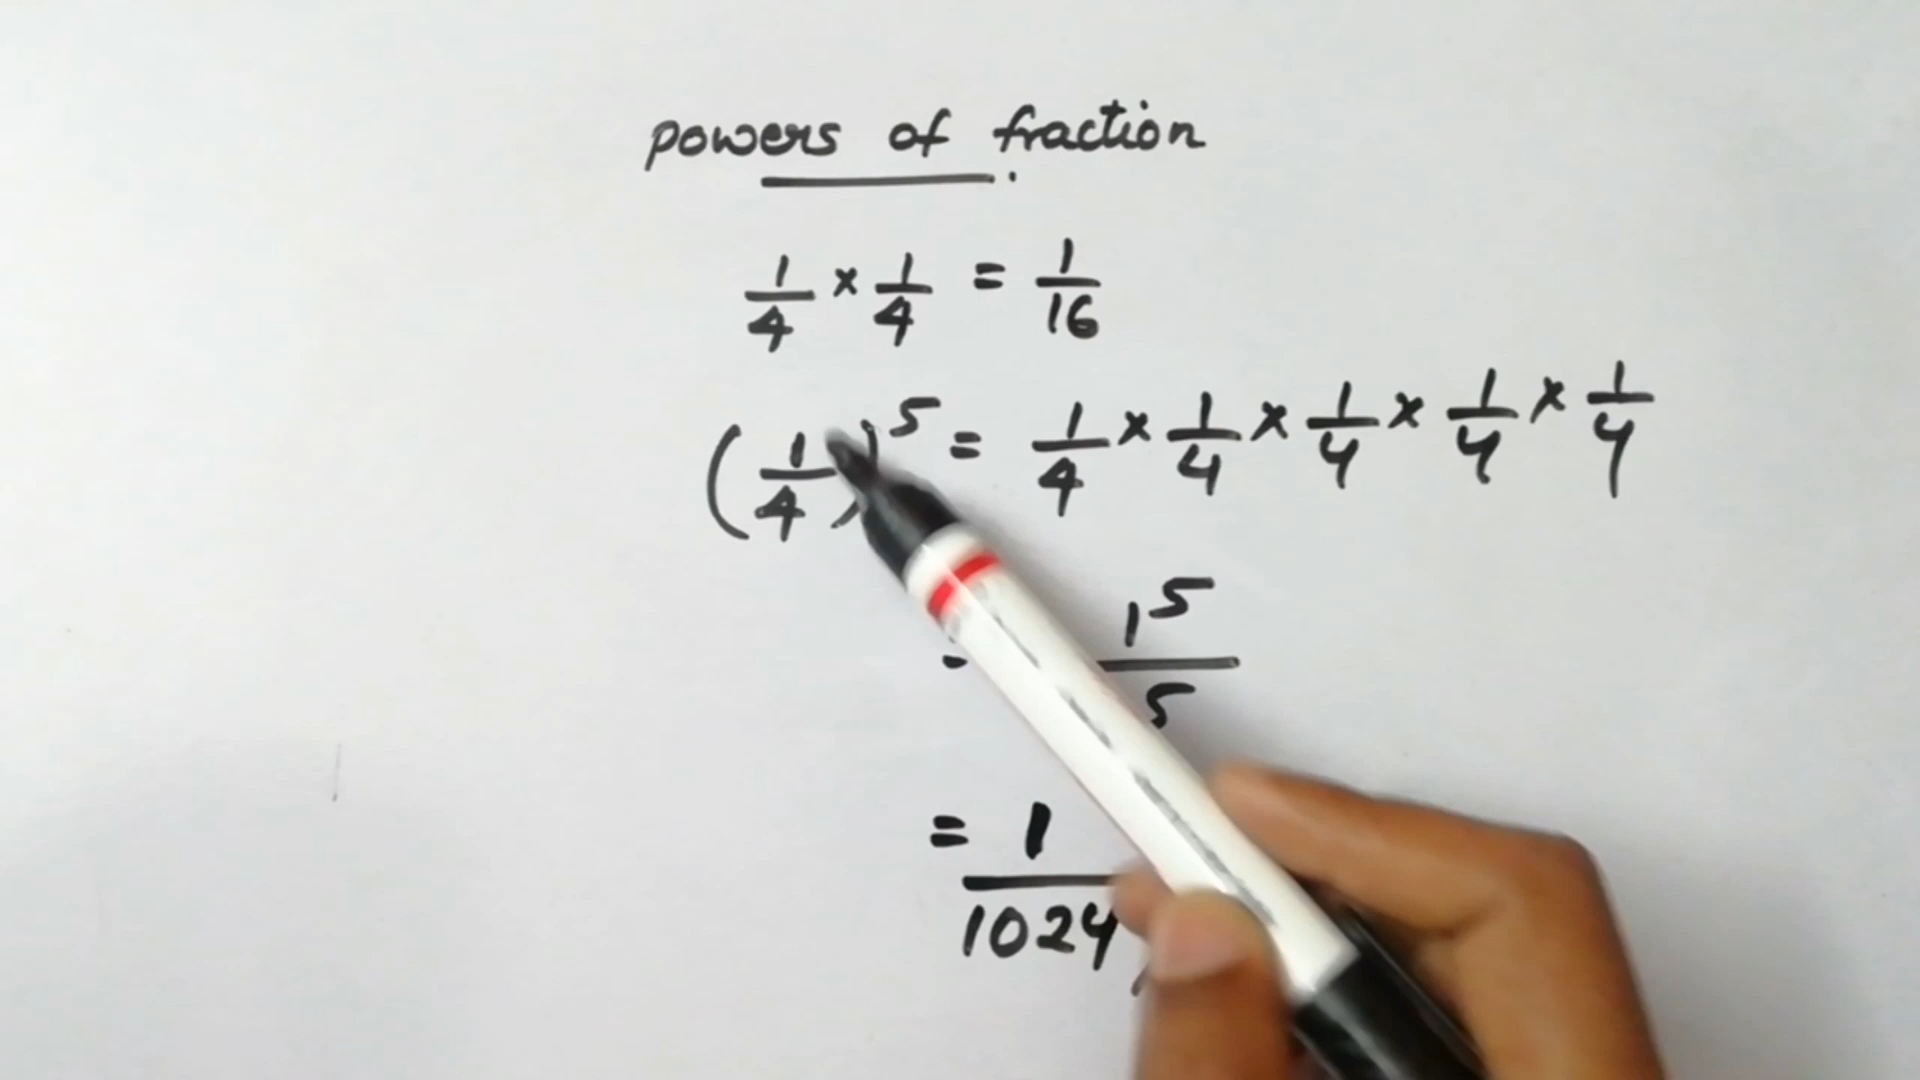 powers of fraction
1/4 × 1/4 = 1/16
(1/4)^5 = 1/4 × 1/4 × 1/4 × 1/4 × 1/4
1^5/ ^5
= 1/1024